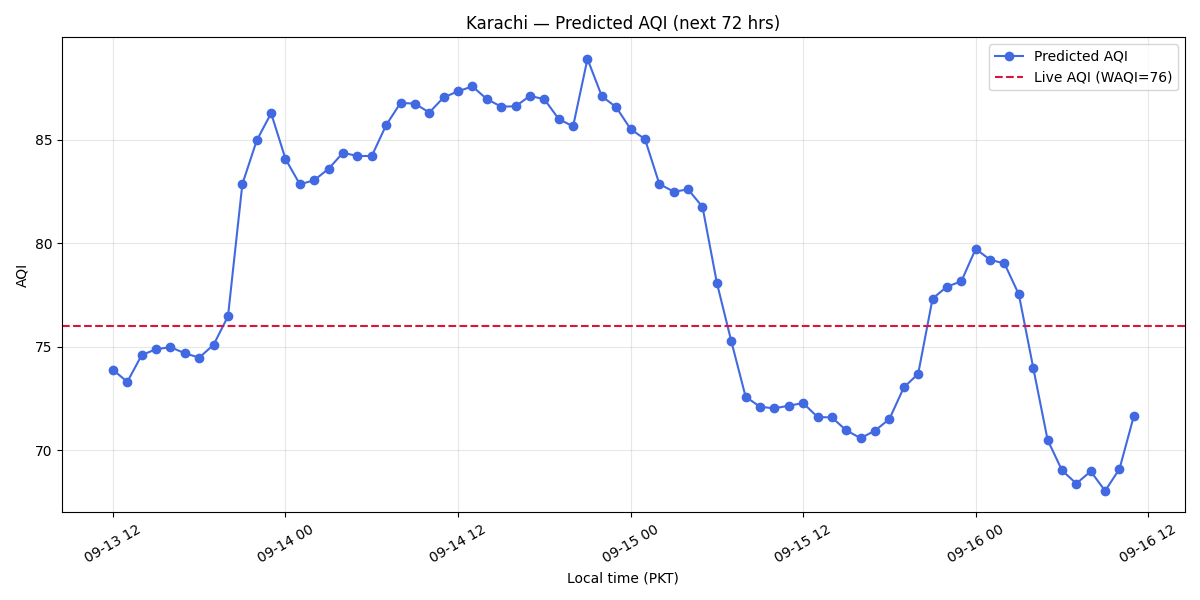 Karachi — Predicted AQI (next 72 hrs)
Predicted AQI
Live AQI (WAQI=76)
AQI
85
80
75
70
09-13 12
09-14 00
09-14 12
09-15 00
09-15 12
09-16 00
09-16 12
Local time (PKT)